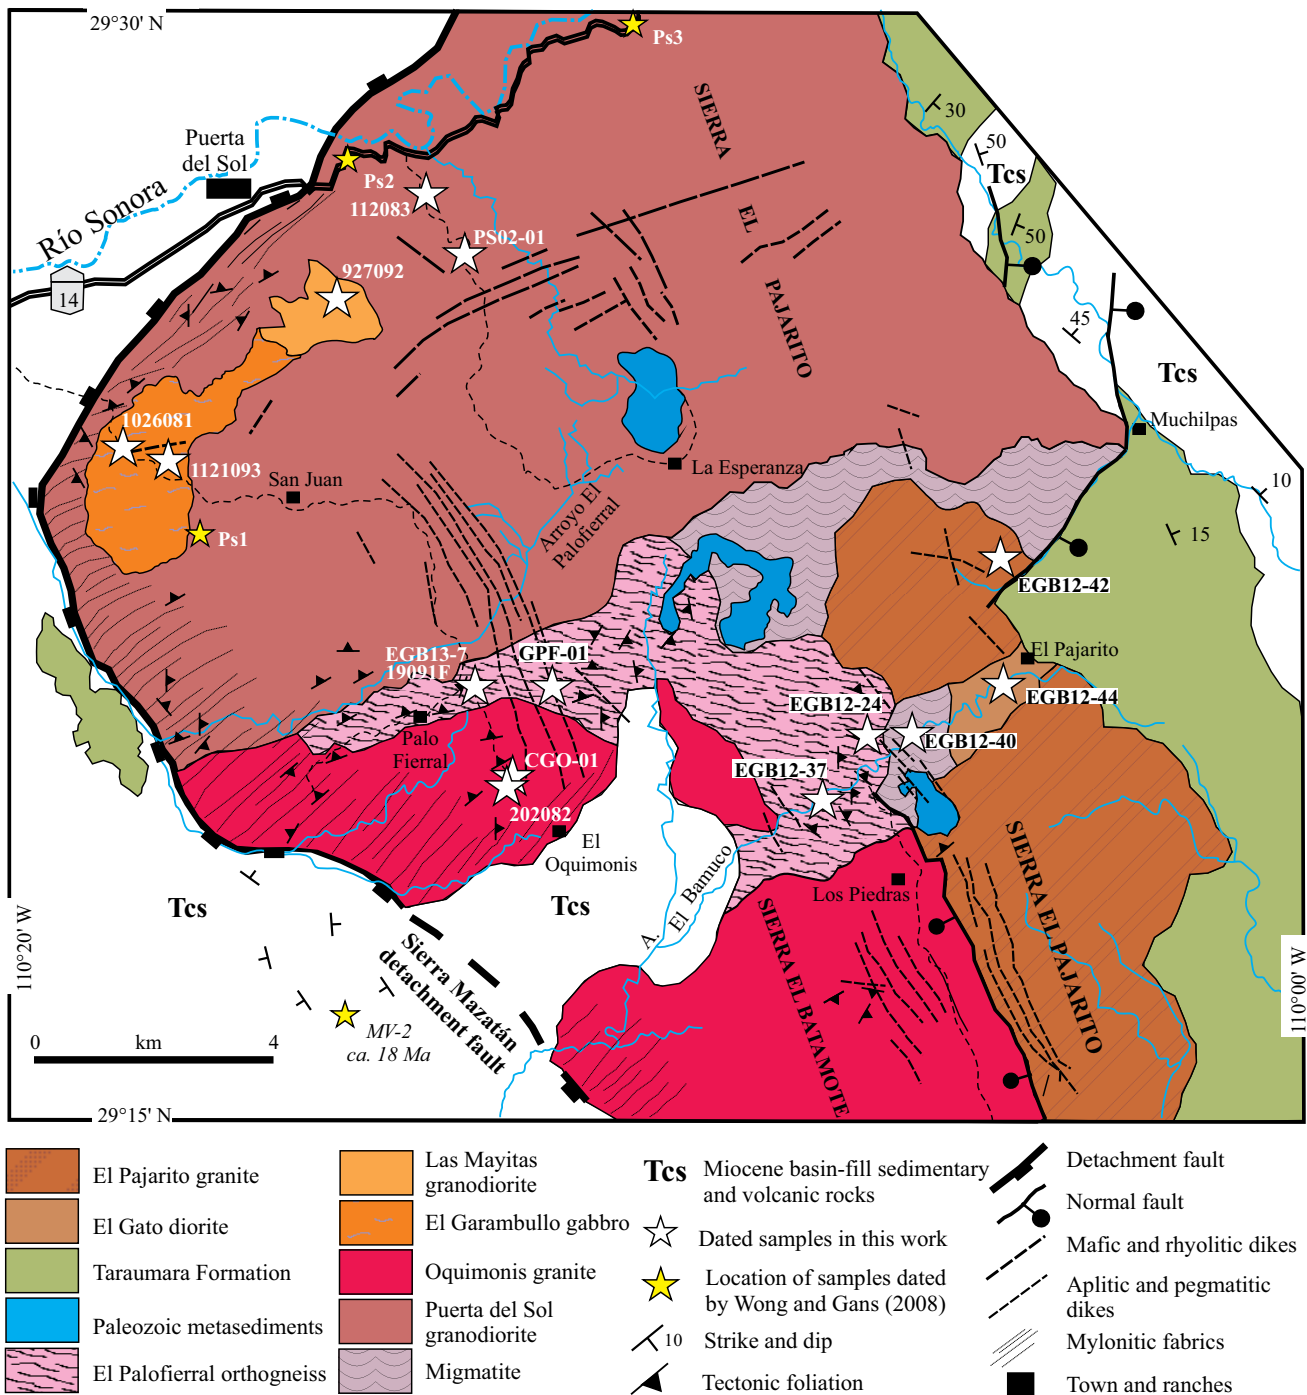 29°30' N
Ps3
SIERRA
30
Puerta
del Sol
50
Tcs
Ps2
112083
Río Sonora
EL
50
PS02-01
927092
14
PAJARITO
45
Tcs
1026081
Muchilpas
1121093
San Juan
La Esperanza
10
Arroyo El
Palofierral
Ps1
15
EGB12-42
EGB13-7
19091F
GPF-01
El Pajarito
EGB12-44
EGB12-24
Palo
Fierral
EGB12-40
CGO-01
EGB12-37
202082
El
Oquimonis
SIERRA EL PAJARITO
Los Piedras
Tcs
Tcs
A. El Bamuco
SIERRA EL BATAMOTE
110°20' W
110°00' W
Sierra Mazatán
detachment fault
MV-2
ca. 18 Ma
0 km 4
29°15' N
El Pajarito granite
El Gato diorite
Taraumara Formation
Paleozoic metasediments
El Palofierral orthogneiss
Las Mayitas
granodiorite
El Garambullo gabbro
Oquimonis granite
Puerta del Sol
granodiorite
Migmatite
Tcs Miocene basin-fill sedimentary
and volcanic rocks
Dated samples in this work
Location of samples dated
by Wong and Gans (2008)
10 Strike and dip
Tectonic foliation
Detachment fault
Normal fault
Mafic and rhyolitic dikes
Aplitic and pegmatitic
dikes
Mylonitic fabrics
Town and ranches